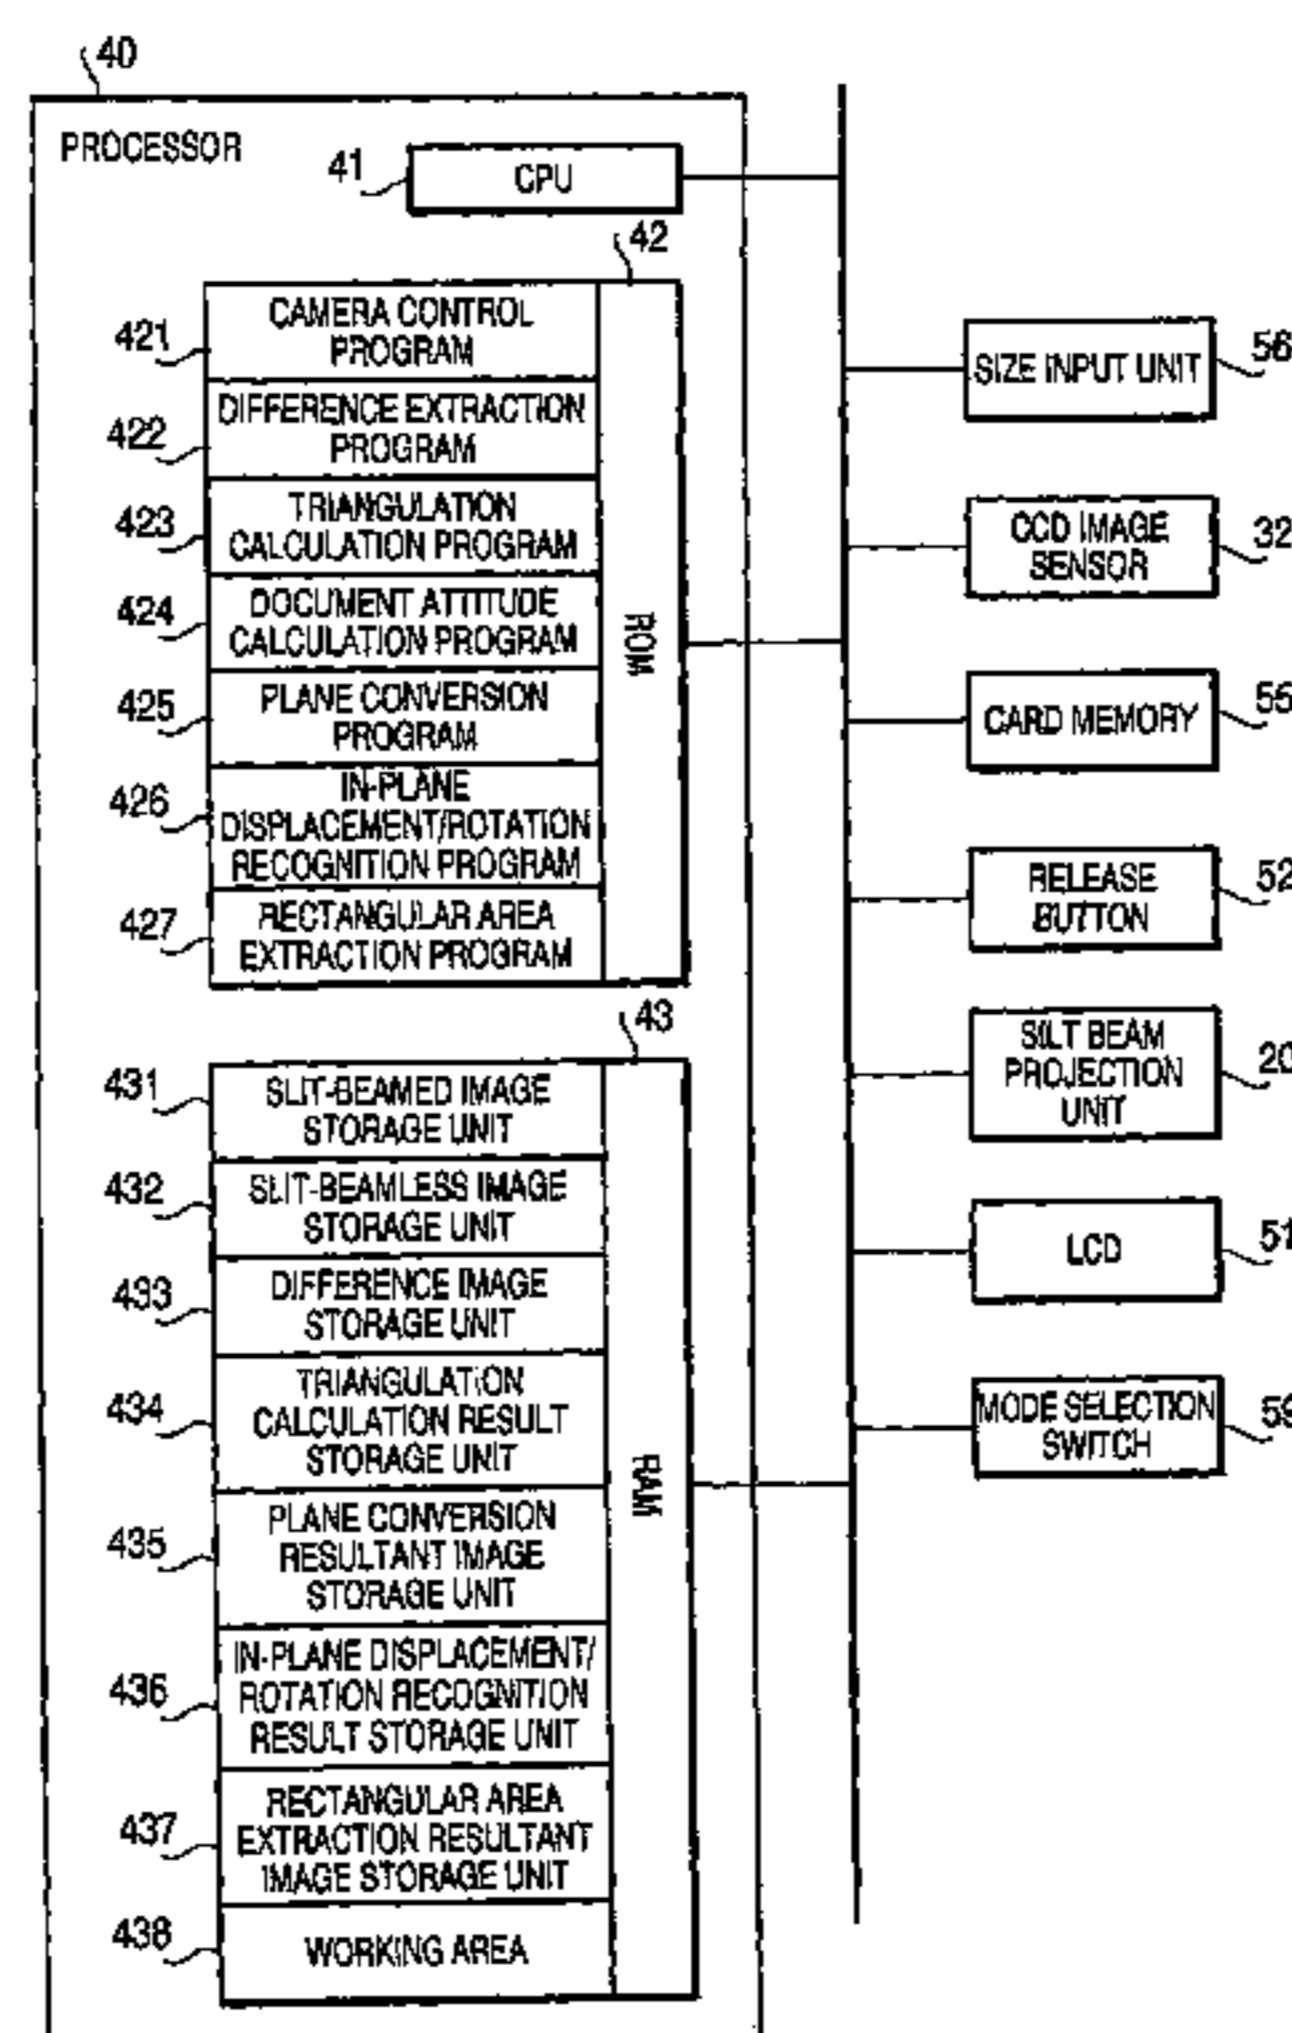 40
PROCESSOR
41
CPU
42
421
CAMERA CONTROL
PROGRAM
422
DIFFERENCE EXTRACTION
PROGRAM
423
TRIANGULATION
CALCULATION PROGRAM
424
DOCUMENT ATTITUDE
CALCULATION PROGRAM
425
PLANE CONVERSION
PROGRAM
426
IN-PLANE
DISPLACEMENT/ROTATION
RECOGNITION PROGRAM
427
RECTANGULAR AREA
EXTRACTION PROGRAM
ROM
43
431
SLIT-BEAMED IMAGE
STORAGE UNIT
432
SLIT-BEAMLESS IMAGE
STORAGE UNIT
433
DIFFERENCE IMAGE
STORAGE UNIT
434
TRIANGULATION
CALCULATION RESULT
STORAGE UNIT
435
PLANE CONVERSION
RESULTANT IMAGE
STORAGE UNIT
436
IN-PLANE DISPLACEMENT/
ROTATION RECOGNITION
RESULT STORAGE UNIT
437
RECTANGULAR AREA
EXTRACTION RESULTANT
IMAGE STORAGE UNIT
438
WORKING AREA
RAM
SIZE INPUT UNIT
56
CCD IMAGE
SENSOR
32
CARD MEMORY
55
RELEASE
BUTTON
52
SILT BEAM
PROJECTION
UNIT
20
LCD
51
MODE SELECTION
SWITCH
59